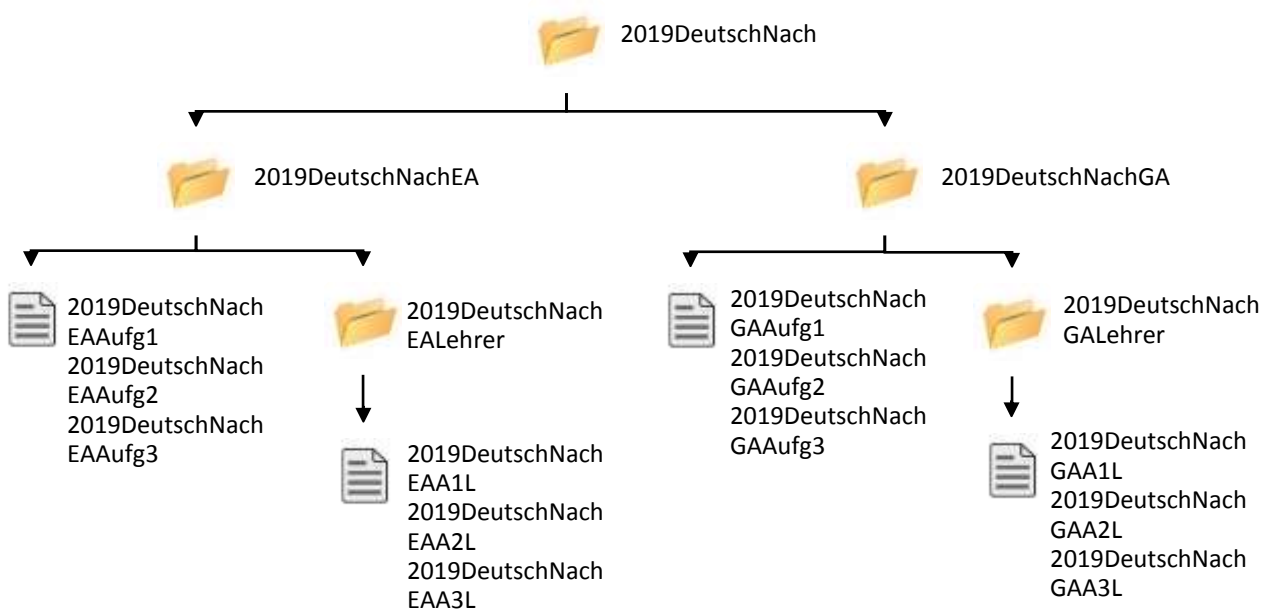 2019DeutschNach
2019DeutschNachEA
2019DeutschNachGA
2019DeutschNach
EAAufg1
2019DeutschNach
EAAufg2
2019DeutschNach
EAAufg3
2019DeutschNach
EALehrer
2019DeutschNach
EAA1L
2019DeutschNach
EAA2L
2019DeutschNach
EAA3L
2019DeutschNach
GAAufg1
2019DeutschNach
GAAufg2
2019DeutschNach
GAAufg3
2019DeutschNach
GALehrer
2019DeutschNach
GAA1L
2019DeutschNach
GAA2L
2019DeutschNach
GAA3L